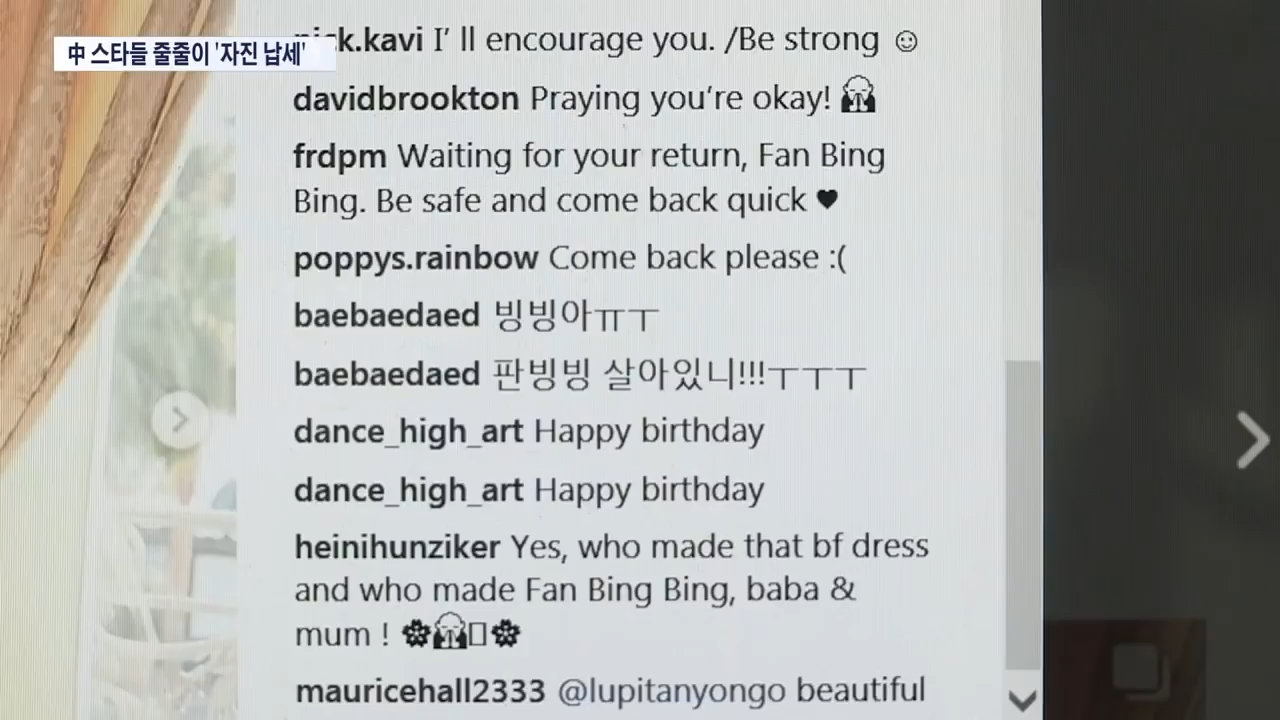 中 스타들 줄줄이 '자진 납세'
k.kavi I' ll encourage you. /Be strong ☺
davidbrookton Praying you're okay!
frdpm Waiting for your return, Fan Bing
Bing. Be safe and come back quick ♥
poppys.rainbow Come back please :(
baebaedaed 빙빙아ㅠㅜ
baebaedaed 판빙빙 살아있니!!!ㅜㅜㅜ
dance_high_art Happy birthday
dance_high_art Happy birthday
heinihunziker Yes, who made that bf dress
and who made Fan Bing Bing, baba &
mum !
mauricehall2333 @lupitanyongo beautiful